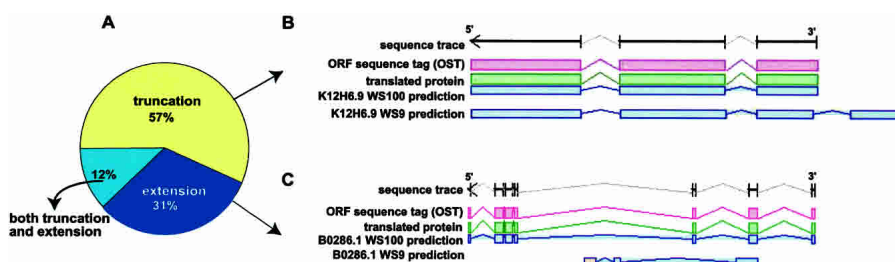 A
truncation
57%
12%
extension
31%
both truncation
and extension
B
5'
3'
sequence trace
ORF sequence tag (OST)
translated protein
K12H6.9 WS100 prediction
K12H6.9 WS9 prediction
C
5'
3'
sequence trace
ORF sequence tag (OST)
translated protein
B0286.1 WS100 prediction
B0286.1 WS9 prediction